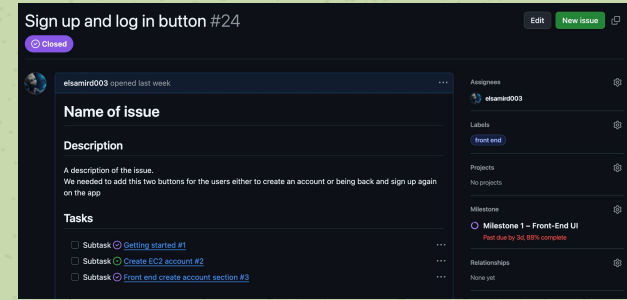 Sign up and log in button #24
Edit
New issue
Closed
elsamird003 opened last week
Name of issue
Description
A description of the issue.
We needed to add this two buttons for the users either to create an account or being back and sign up again
on the app
Tasks
Subtask Getting started #1
Subtask Create EC2 account #2
Subtask Front end create account section #3
Assignees
elsamird003
Labels
front end
Projects
No projects
Milestone
Milestone 1 – Front-End UI
Past due by 3d, 88% complete
Relationships
None yet